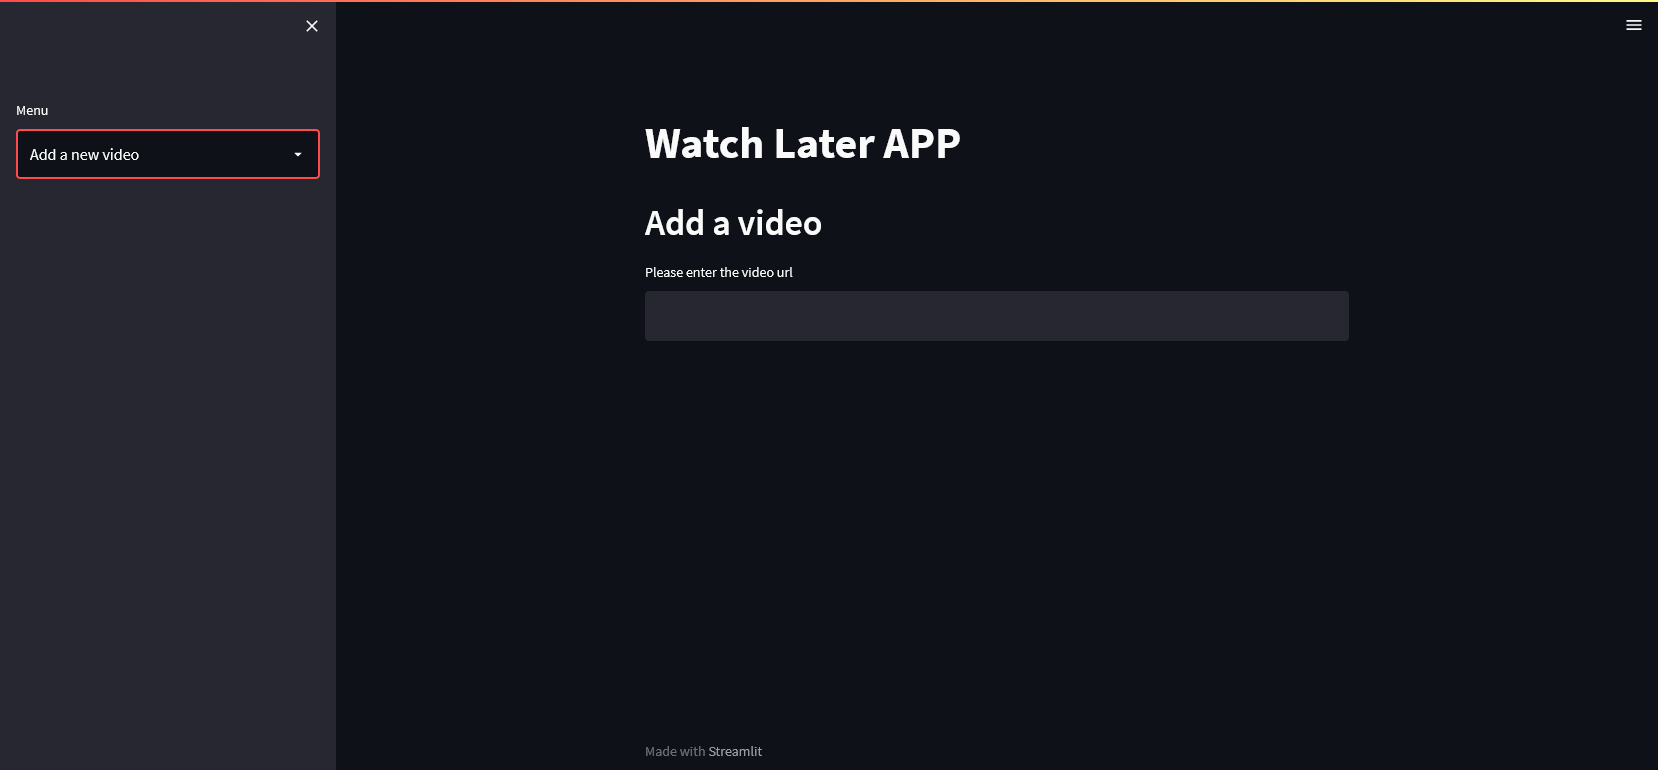 Menu
Add a new video
Watch Later APP
Add a video
Please enter the video url
Made with Streamlit